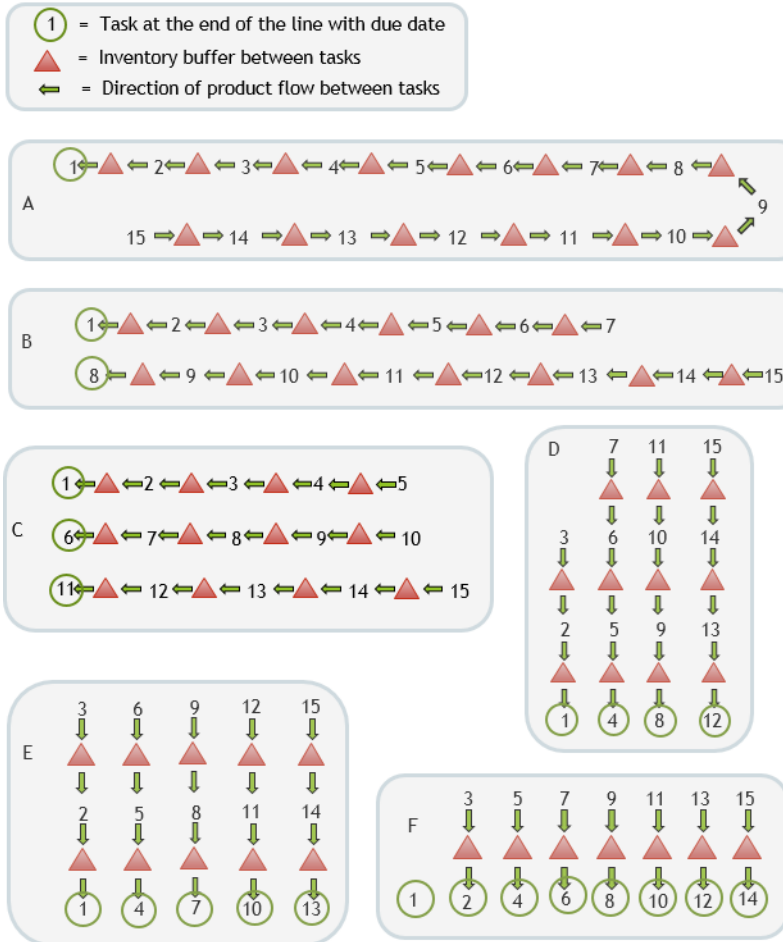 1 = Task at the end of the line with due date
= Inventory buffer between tasks
= Direction of product flow between tasks
1 2 3 4 5 6 7 8
A
9
15 14 13 12 11 10
B
1 2 3 4 5 6 7
8 9 10 11 12 13 14 15
C
1 2 3 4 5
6 7 8 9 10
11 12 13 14 15
D
7 11 15
3 6 10 14
2 5 9 13
1 4 8 12
E
3 6 9 12 15
2 5 8 11 14
1 4 7 10 13
F
3 5 7 9 11 13 15
1 2 4 6 8 10 12 14